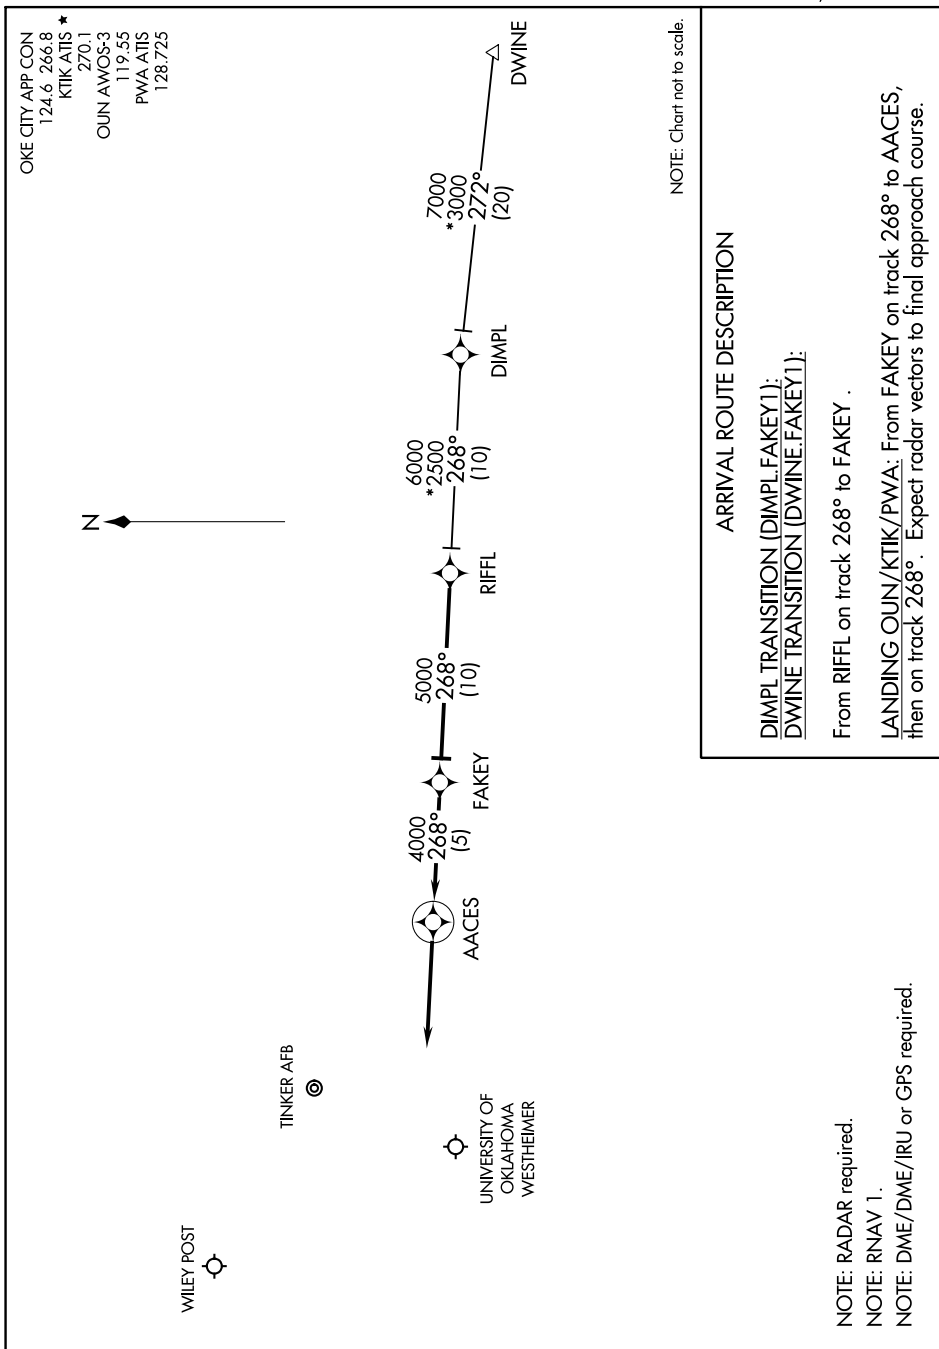 OKE CITY APP CON
124.6 266.8
KTIK ATIS ★
270.1
OUN AWOS-3
119.55
PWA ATIS
128.725
N
WILEY POST
TINKER AFB
UNIVERSITY OF
OKLAHOMA
WESTHEIMER
AACES
4000
268°
(5)
FAKEY
5000
268°
(10)
RIFFL
6000
*2500
268°
(10)
DIMPL
7000
*3000
272°
(20)
DWINE
NOTE: Chart not to scale.
NOTE: RADAR required.
NOTE: RNAV 1.
NOTE: DME/DME/IRU or GPS required.
ARRIVAL ROUTE DESCRIPTION
DIMPL TRANSITION (DIMPL.FAKEY1):
DWINE TRANSITION (DWINE.FAKEY1):
From RIFFL on track 268° to FAKEY .
LANDING OUN/KTIK/PWA: From FAKEY on track 268° to AACES,
then on track 268°. Expect radar vectors to final approach course.